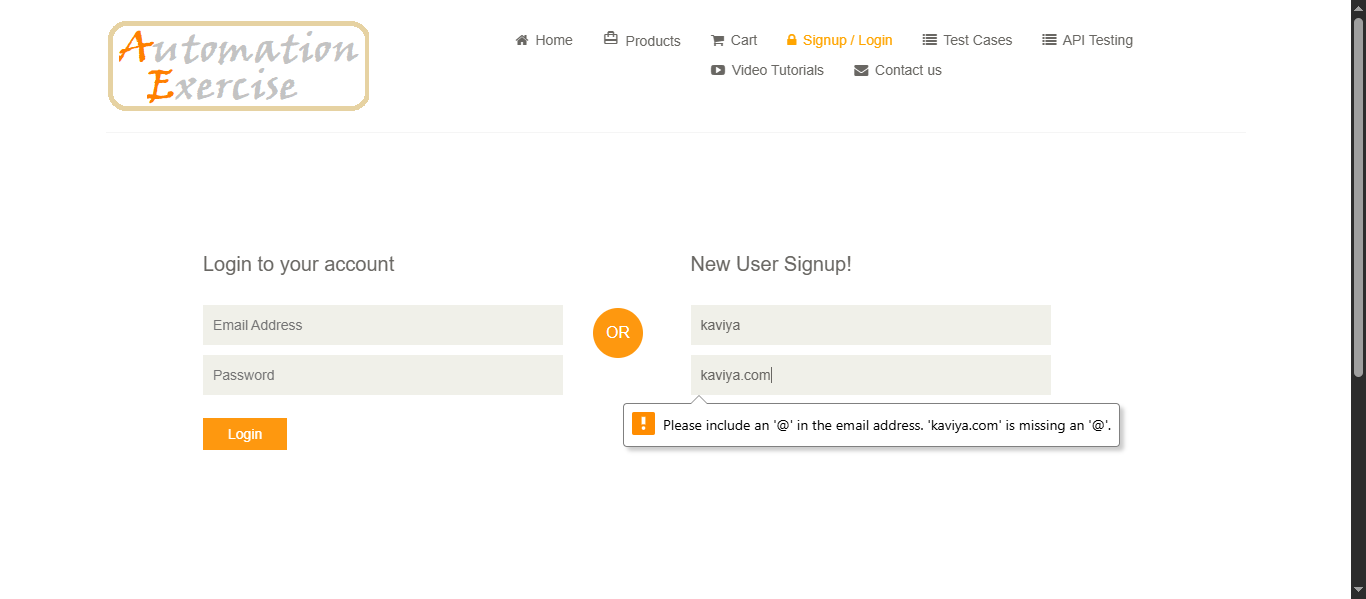 Automation
Exercise
Home Products Cart Signup / Login Test Cases API Testing
Video Tutorials Contact us
Login to your account
Email Address
Password
Login
OR
New User Signup!
kaviya
kaviya.com
! Please include an '@' in the email address. 'kaviya.com' is missing an '@'.